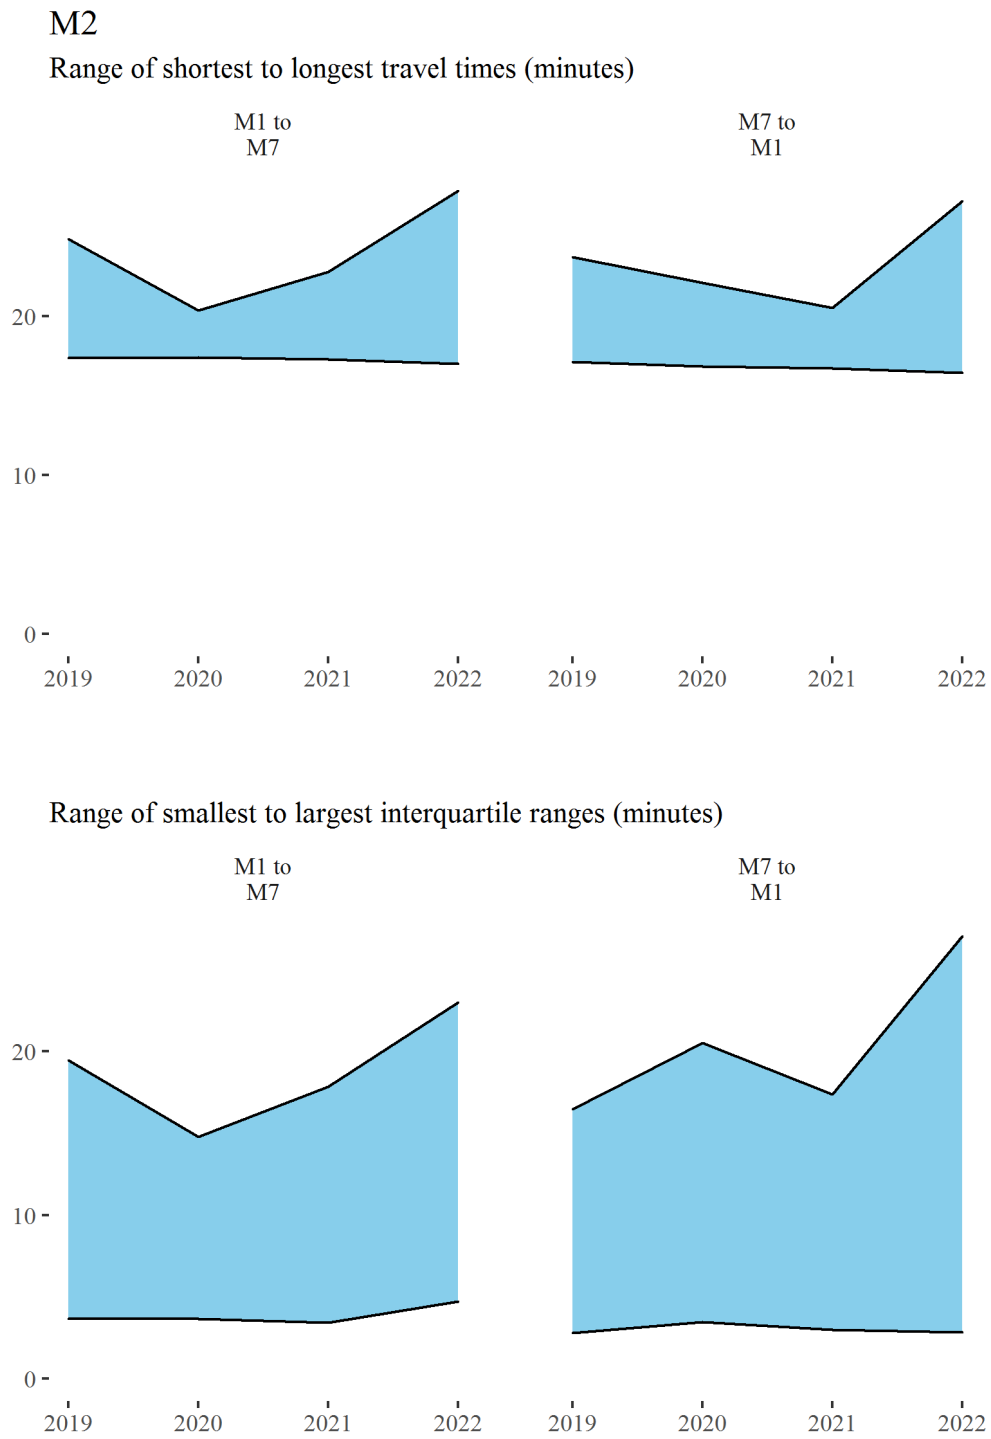 M2
Range of shortest to longest travel times (minutes)
M1 to
M7
M7 to
M1
20
10
0
2019 2020 2021 2022 2019 2020 2021 2022
Range of smallest to largest interquartile ranges (minutes)
M1 to
M7
M7 to
M1
20
10
0
2019 2020 2021 2022 2019 2020 2021 2022